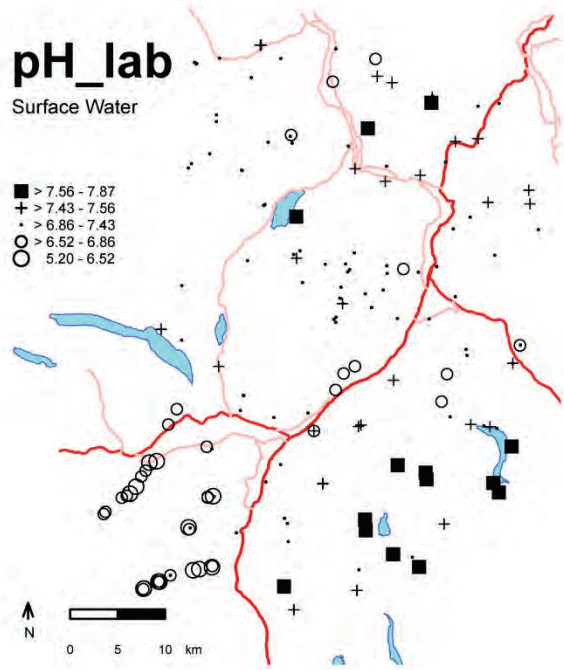 pH_lab
Surface Water
> 7.56 - 7.87
> 7.43 - 7.56
> 6.86 - 7.43
> 6.52 - 6.86
5.20 - 6.52
N
0 5 10 km